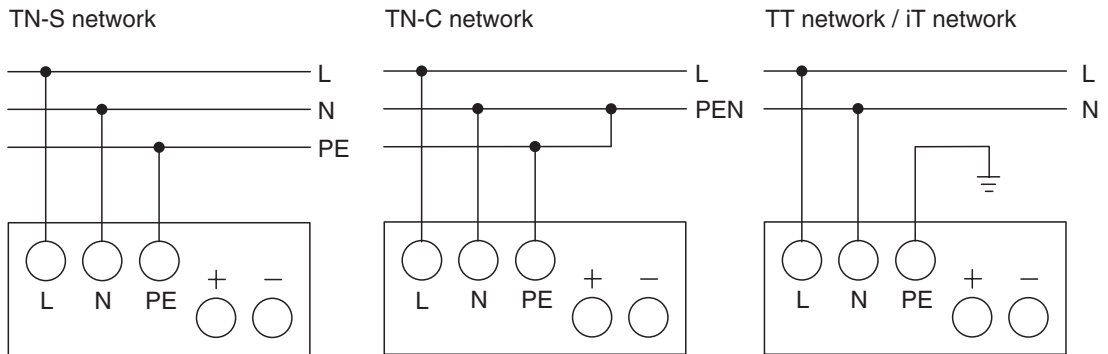 TN-S network
TN-C network
TT network / iT network
L
N
PE
L
PEN
L
N
L N PE + −
L N PE + −
L N PE + −